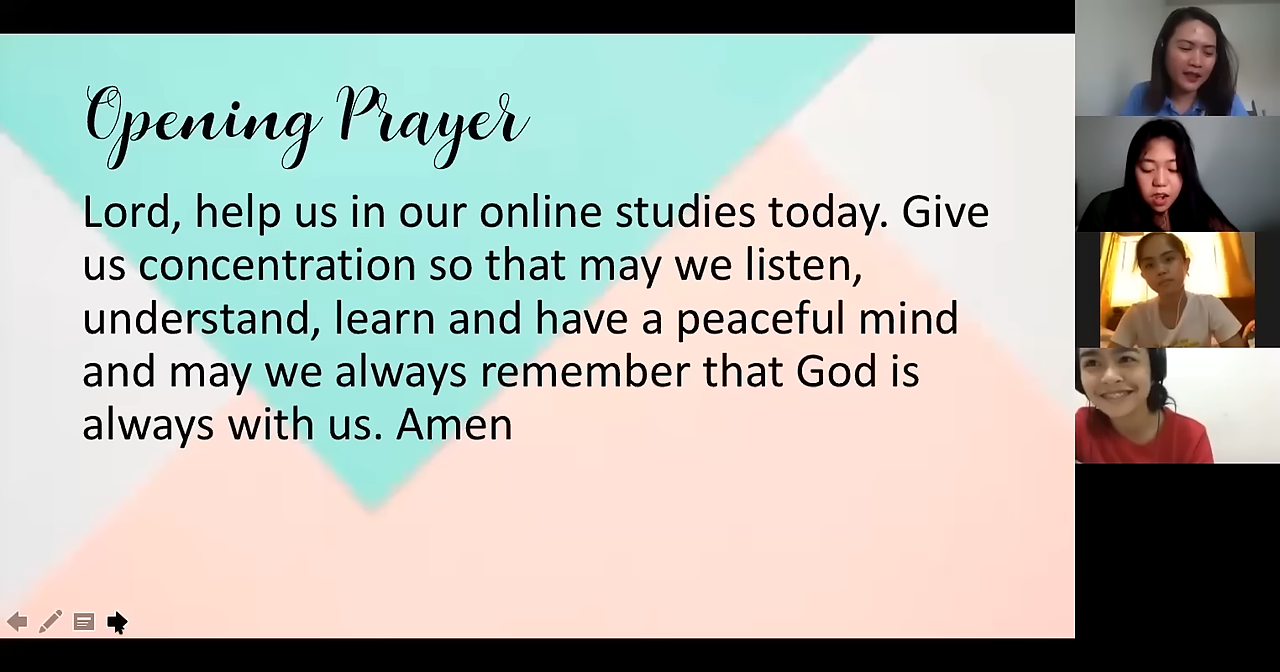 Opening Prayer
Lord, help us in our online studies today. Give
us concentration so that may we listen,
understand, learn and have a peaceful mind
and may we always remember that God is
always with us. Amen